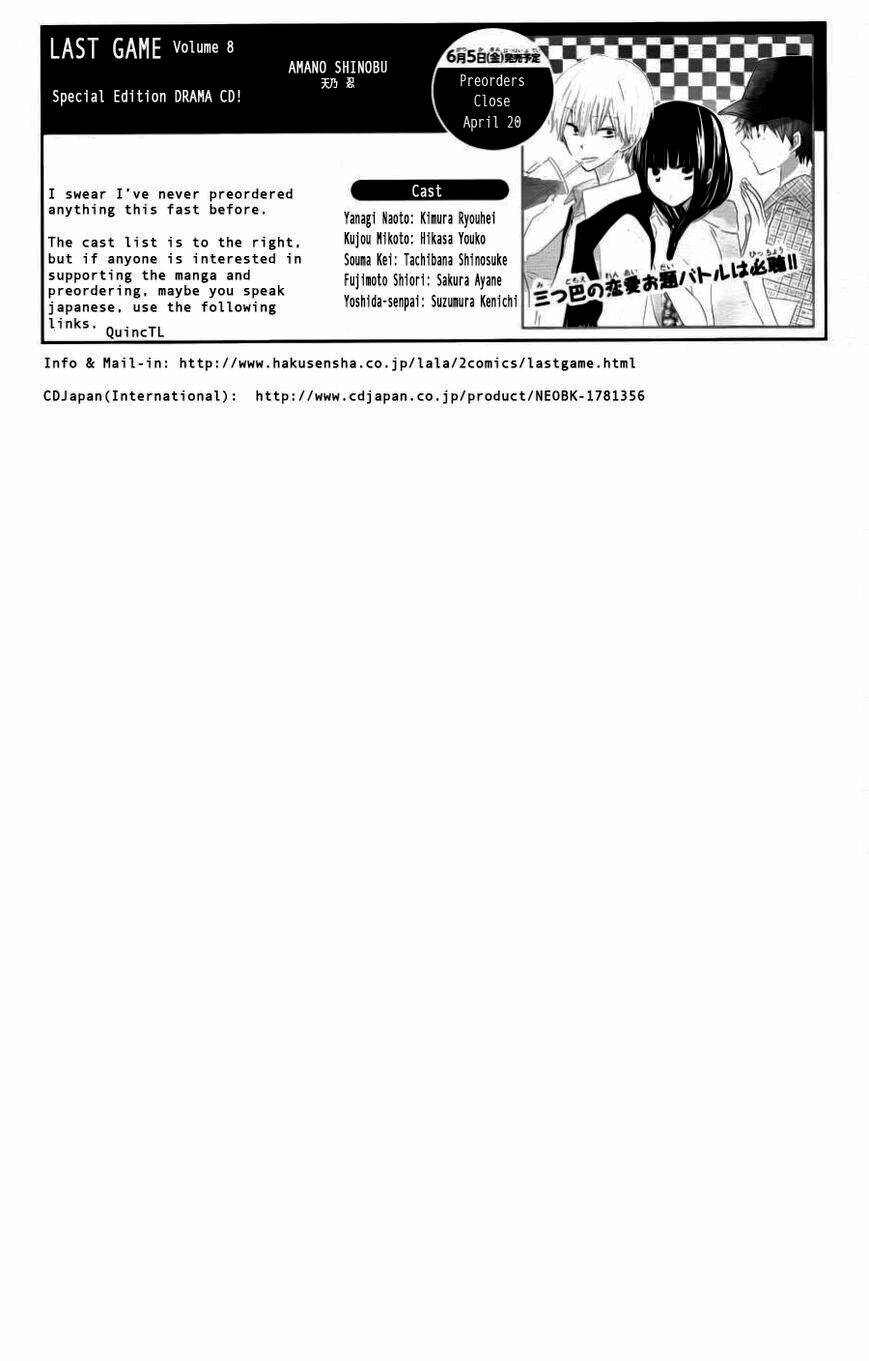 LAST GAME Volume 8
AMANO SHINOBU
天乃 忍
Special Edition DRAMA CD!
6月5日(金)発売予定
Preorders
Close
April 20
I swear I've never preordered
anything this fast before.
The cast list is to the right,
but if anyone is interested in
supporting the manga and
preordering, maybe you speak
japanese, use the following
links.
QuincTL
Cast
Yanagi Naoto: Kimura Ryouhei
Kujou Mikoto: Hikasa Youko
Souma Kei: Tachibana Shinosuke
Fujimoto Shiori: Sakura Ayane
Yoshida-senpai: Suzumura Kenichi
三つ巴の恋愛お題バトルは必聴!!
Info & Mail-in: http://www.hakusensha.co.jp/lala/2comics/lastgame.html
CDJapan(International): http://www.cdjapan.co.jp/product/NEOBK-1781356